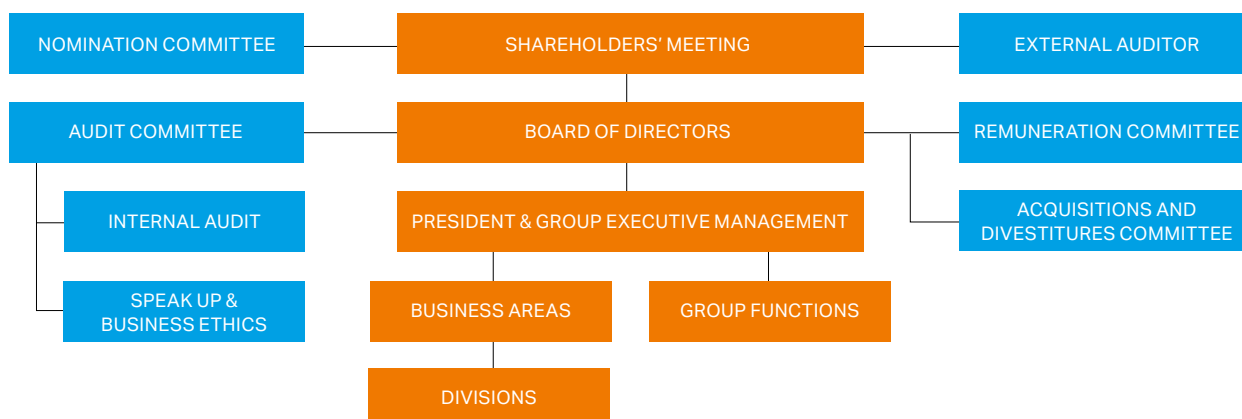 NOMINATION COMMITTEE
SHAREHOLDERS’ MEETING
EXTERNAL AUDITOR
AUDIT COMMITTEE
BOARD OF DIRECTORS
REMUNERATION COMMITTEE
INTERNAL AUDIT
PRESIDENT & GROUP EXECUTIVE MANAGEMENT
ACQUISITIONS AND
DIVESTITURES COMMITTEE
SPEAK UP &
BUSINESS ETHICS
BUSINESS AREAS
GROUP FUNCTIONS
DIVISIONS